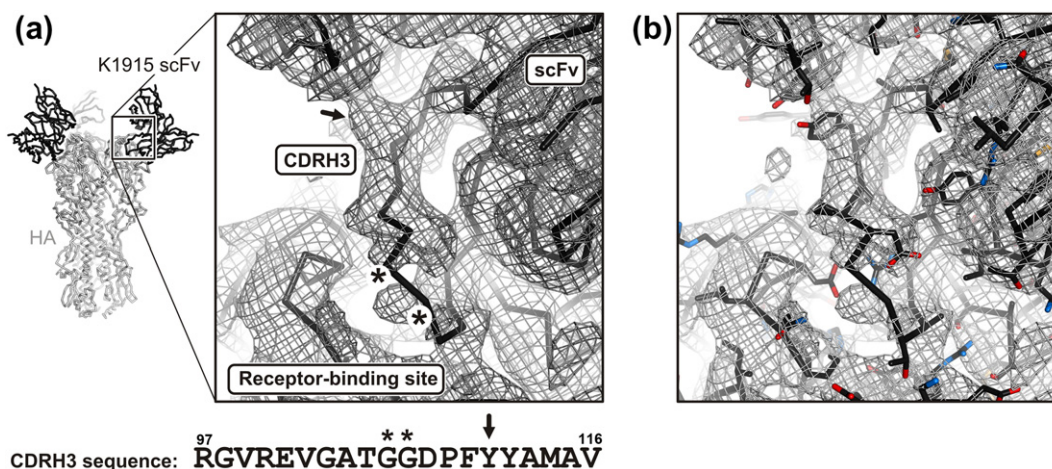 (a)
(b)
K1915 scFv
scFv
CDRH3
HA
*
*
Receptor-binding site
97
* *
116
CDRH3 sequence: RGVREVGATGGDPFYYAMAV